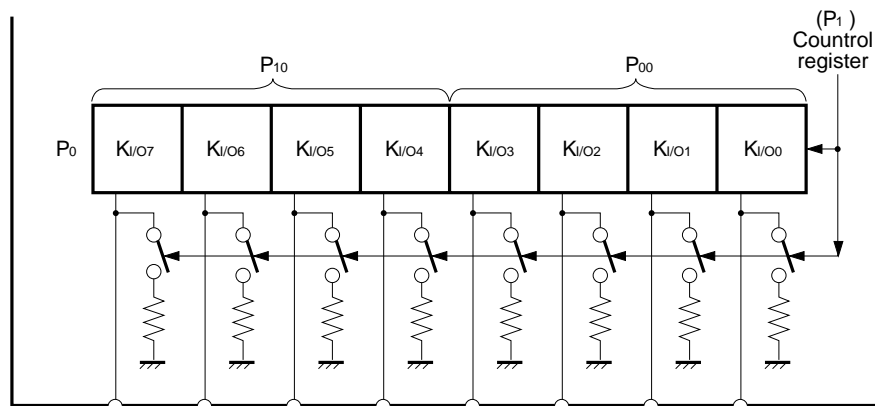 (P1)
Countrol
register
P10 P00
P0 KI/O7 KI/O6 KI/O5 KI/O4 KI/O3 KI/O2 KI/O1 KI/O0